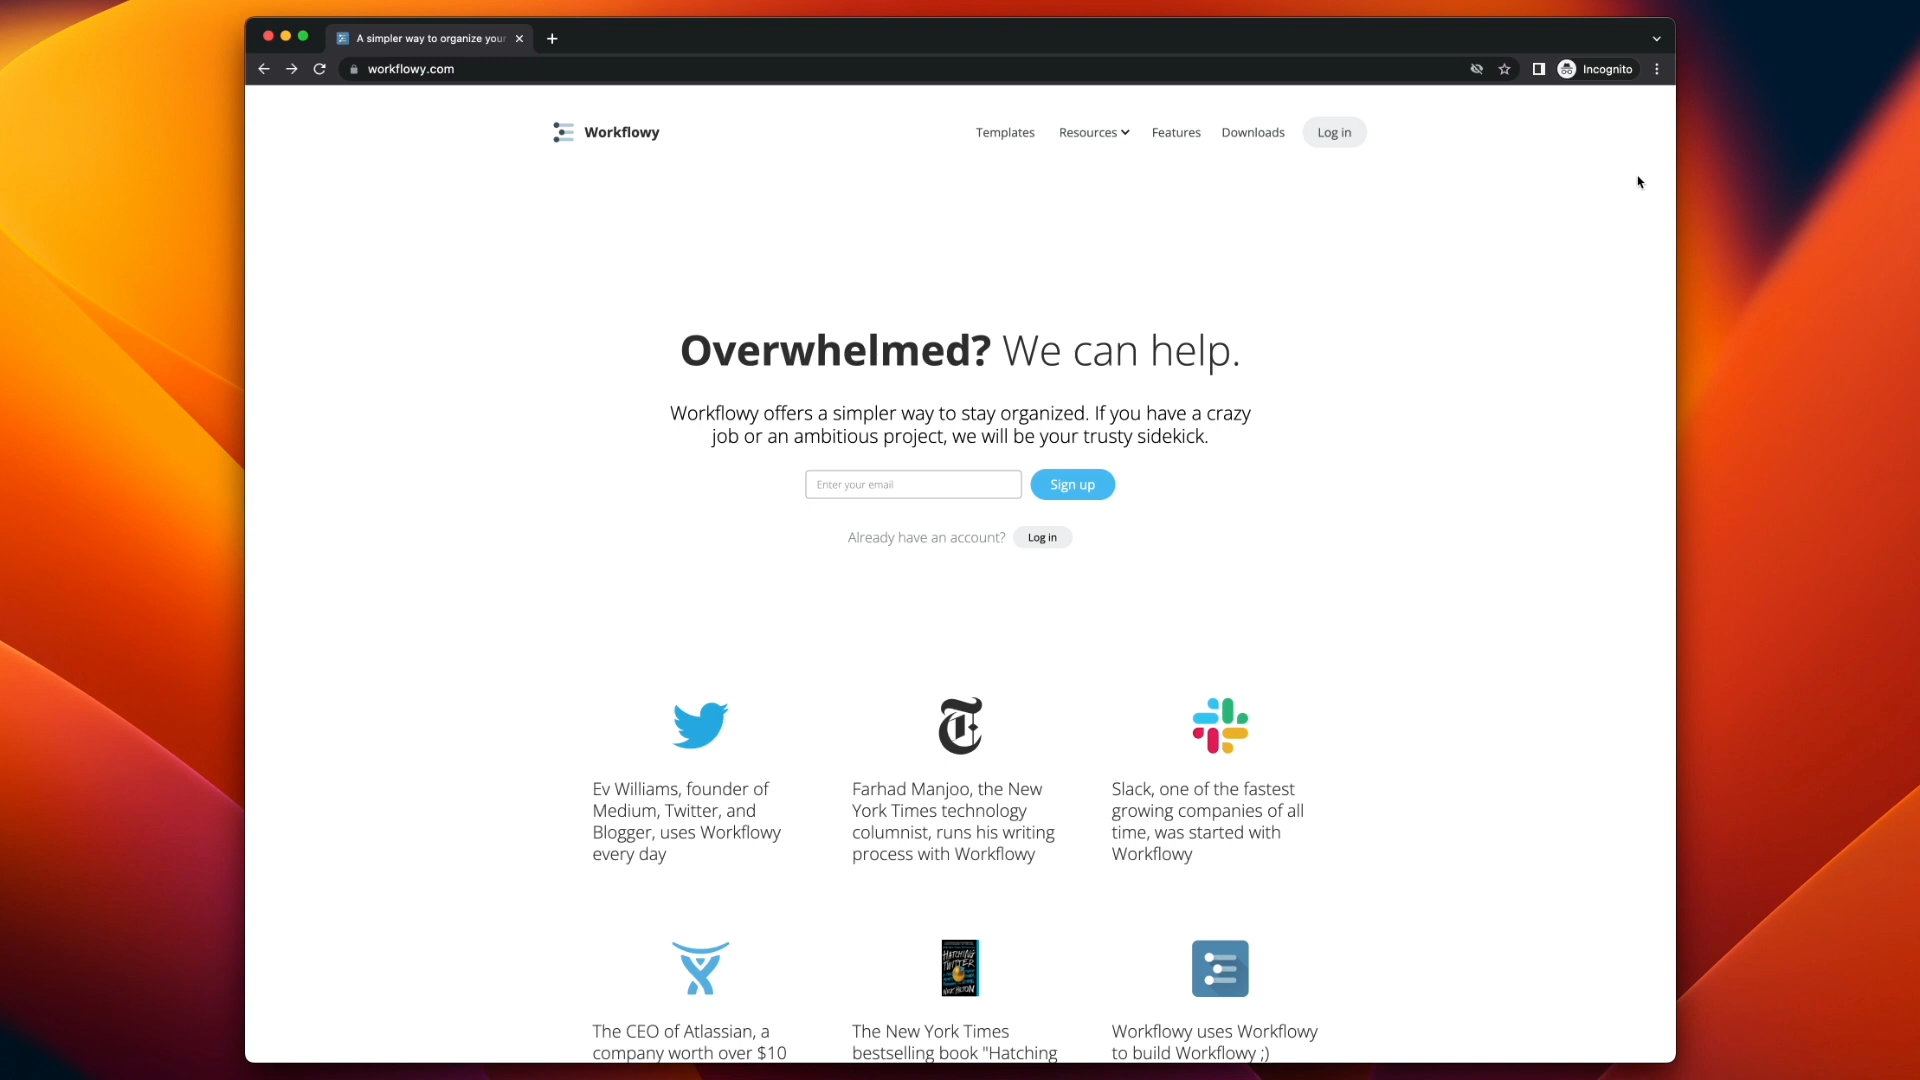 A simpler way to organize your
workflowy.com
Incognito
Workflowy
Templates
Resources
Features
Downloads
Log in
Overwhelmed? We can help.
Workflowy offers a simpler way to stay organized. If you have a crazy
job or an ambitious project, we will be your trusty sidekick.
Enter your email
Sign up
Already have an account?
Log in
Ev Williams, founder of
Medium, Twitter, and
Blogger, uses Workflowy
every day
Farhad Manjoo, the New
York Times technology
columnist, runs his writing
process with Workflowy
Slack, one of the fastest
growing companies of all
time, was started with
Workflowy
HATCHING
TWITTER
NICK BILTON
The CEO of Atlassian, a
company worth over $10
The New York Times
bestselling book "Hatching
Workflowy uses Workflowy
to build Workflowy ;)